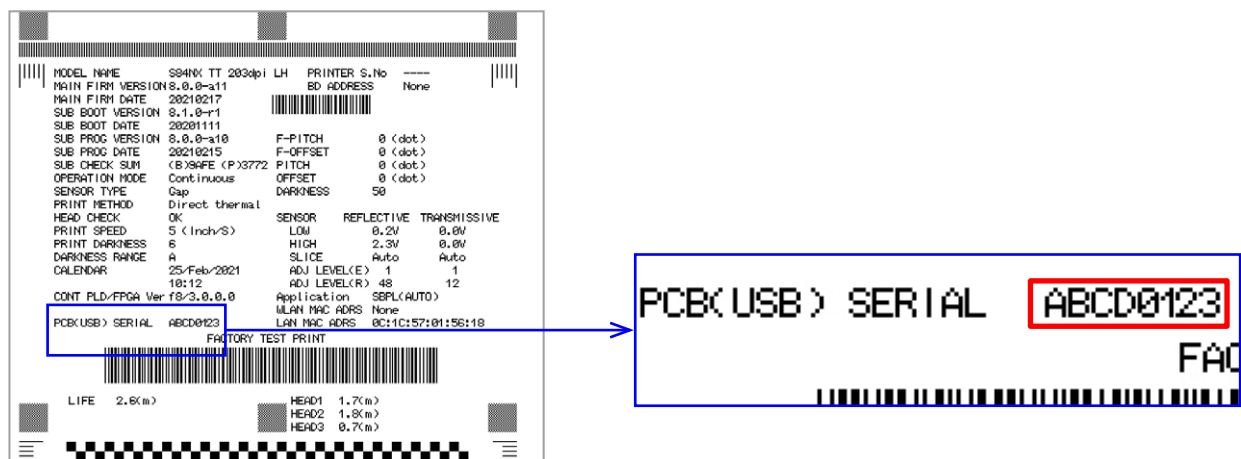 MODEL NAME S84NX TT 203dpi LH PRINTER S.No ----
MAIN FIRM VERSION 8.0.0-a11 BD ADDRESS None
MAIN FIRM DATE 20210217
SUB BOOT VERSION 8.1.0-r1
SUB BOOT DATE 20201111
SUB PROG VERSION 8.0.0-a10 F-PITCH 0 (dot)
SUB PROG DATE 20210215 F-OFFSET 0 (dot)
SUB CHECK SUM (B)9AFE (P)3772 PITCH 0 (dot)
OPERATION MODE Continuous OFFSET 0 (dot)
SENSOR TYPE Gap DARKNESS 50
PRINT METHOD Direct thermal
HEAD CHECK OK SENSOR REFLECTIVE TRANSMISSIVE
PRINT SPEED 5 (Inch/S) LOW 0.2V 0.0V
PRINT DARKNESS 6 HIGH 2.3V 0.0V
DARKNESS RANGE A SLICE Auto Auto
CALENDAR 25/Feb/2021 ADJ LEVEL(E) 1 1
10:12 ADJ LEVEL(R) 48 12
CONT PLD/FPGA Ver f8/3.0.0.0 Application SBPL(AUTO)
WLAN MAC ADRS None
PCB(USB) SERIAL ABCD0123 LAN MAC ADRS 0C:1C:57:01:56:18
FACTORY TEST PRINT
LIFE 2.6(m) HEAD1 1.7(m)
HEAD2 1.8(m)
HEAD3 0.7(m)
PCB(USB) SERIAL ABCD0123
FAC